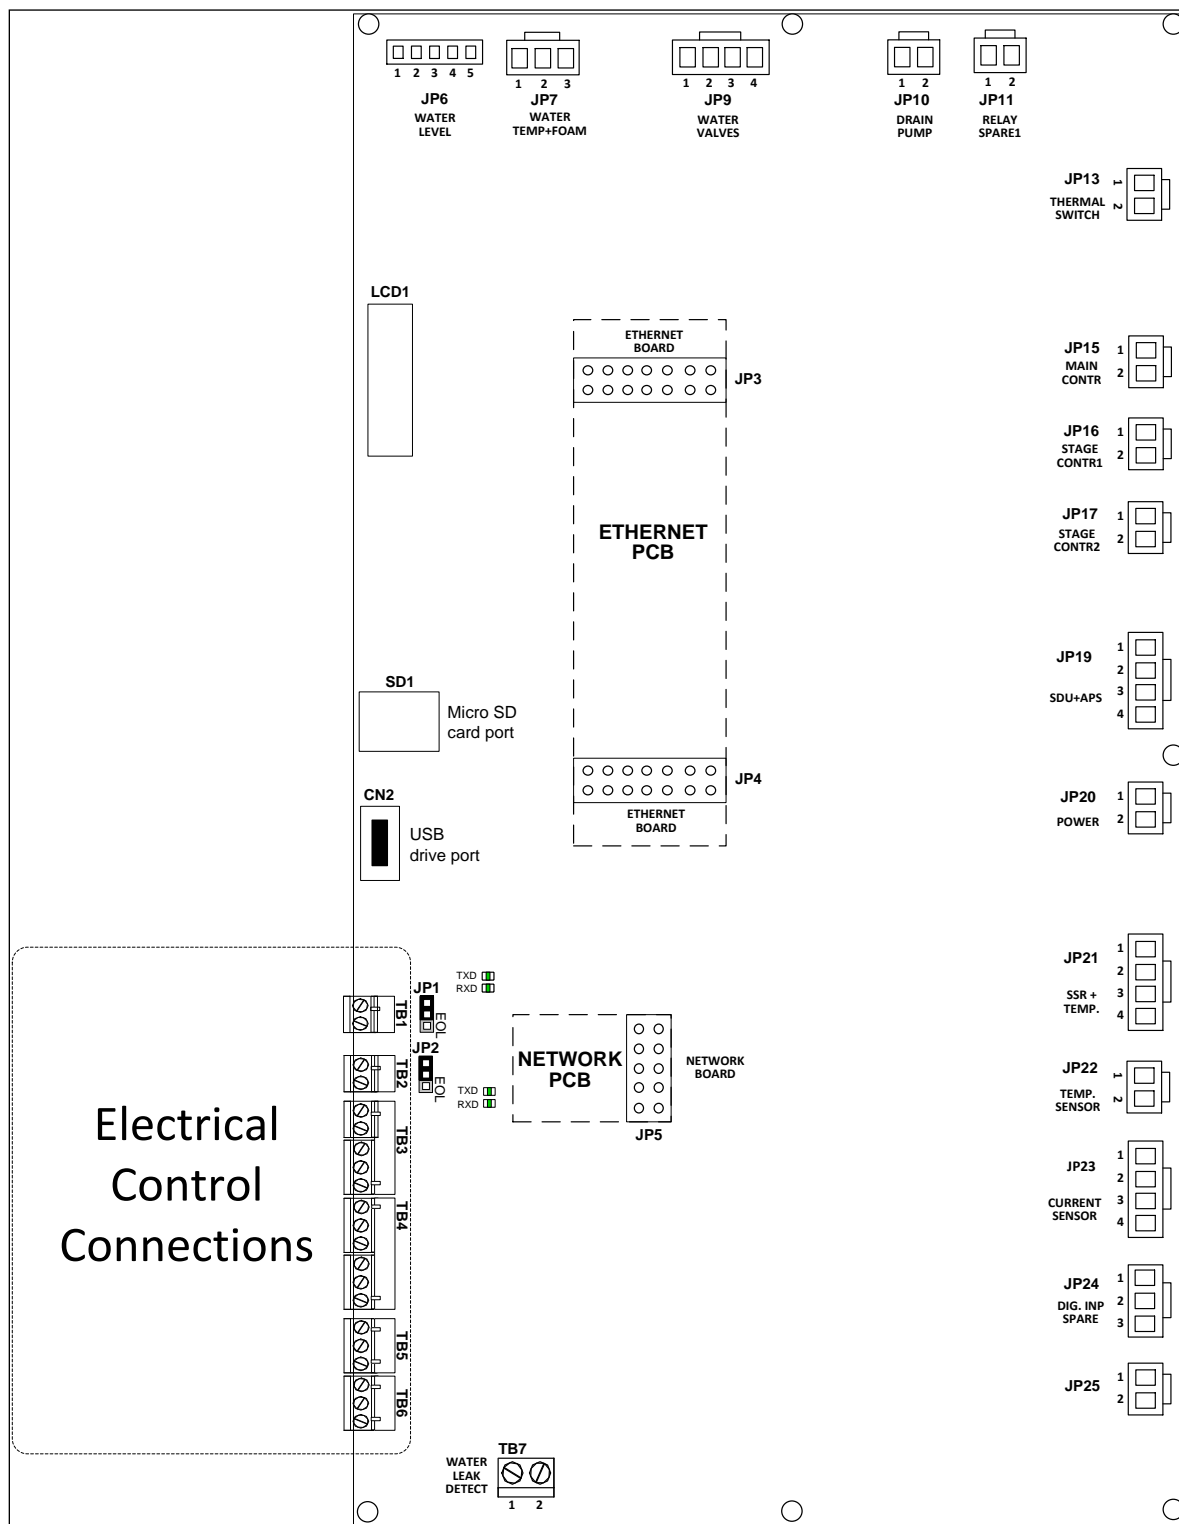 1 2 3 4 5
JP6
WATER
LEVEL
1 2 3
JP7
WATER
TEMP+FOAM
1 2 3 4
JP9
WATER
VALVES
1 2
JP10
DRAIN
PUMP
1 2
JP11
RELAY
SPARE1
JP13
THERMAL
SWITCH
1
2
LCD1
ETHERNET
BOARD
JP3
JP15
MAIN
CONTR
1
2
JP16
STAGE
CONTR1
1
2
JP17
STAGE
CONTR2
1
2
ETHERNET
PCB
JP19
SDU+APS
1
2
3
4
SD1
Micro SD
card port
JP4
ETHERNET
BOARD
CN2
USB
drive port
JP20
POWER
1
2
JP21
SSR +
TEMP.
1
2
3
4
TXD
RXD
JP1
EOL
TB1
JP2
EOL
TB2
TXD
RXD
NETWORK
PCB
NETWORK
BOARD
JP5
JP22
TEMP.
SENSOR
1
2
Electrical
Control
Connections
TB3
TB4
TB5
TB6
JP23
CURRENT
SENSOR
1
2
3
4
JP24
DIG. INP
SPARE
1
2
3
JP25
1
2
TB7
WATER
LEAK
DETECT
1 2